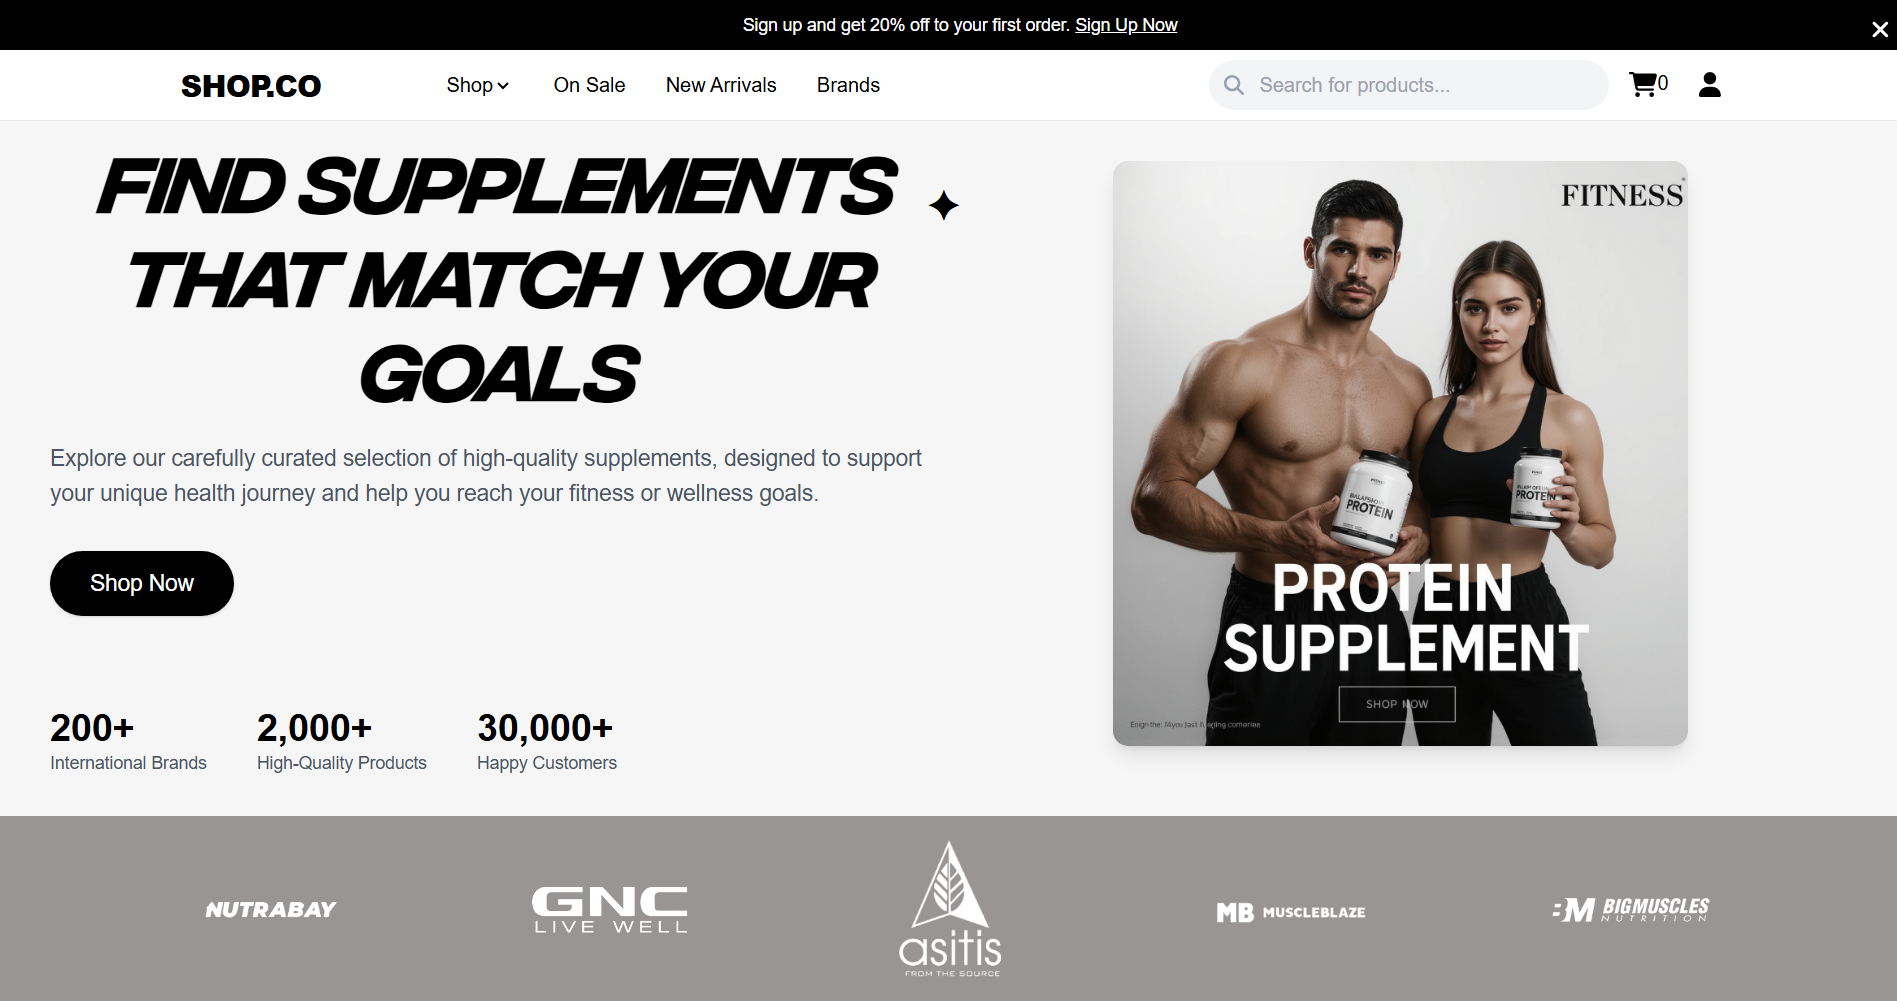 Sign up and get 20% off to your first order. Sign Up Now
SHOP.CO
Shop
On Sale
New Arrivals
Brands
Search for products...
0
FIND SUPPLEMENTS
THAT MATCH YOUR
GOALS
Explore our carefully curated selection of high-quality supplements, designed to support
your unique health journey and help you reach your fitness or wellness goals.
Shop Now
200+
International Brands
2,000+
High-Quality Products
30,000+
Happy Customers
FITNESS
PROTEIN
PROTEIN
PROTEIN
SUPPLEMENT
SHOP NOW
NUTRABAY
GNC
LIVE WELL
asitis
FROM THE SOURCE
MB MUSCLEBLAZE
BM BIGMUSCLES
NUTRITION